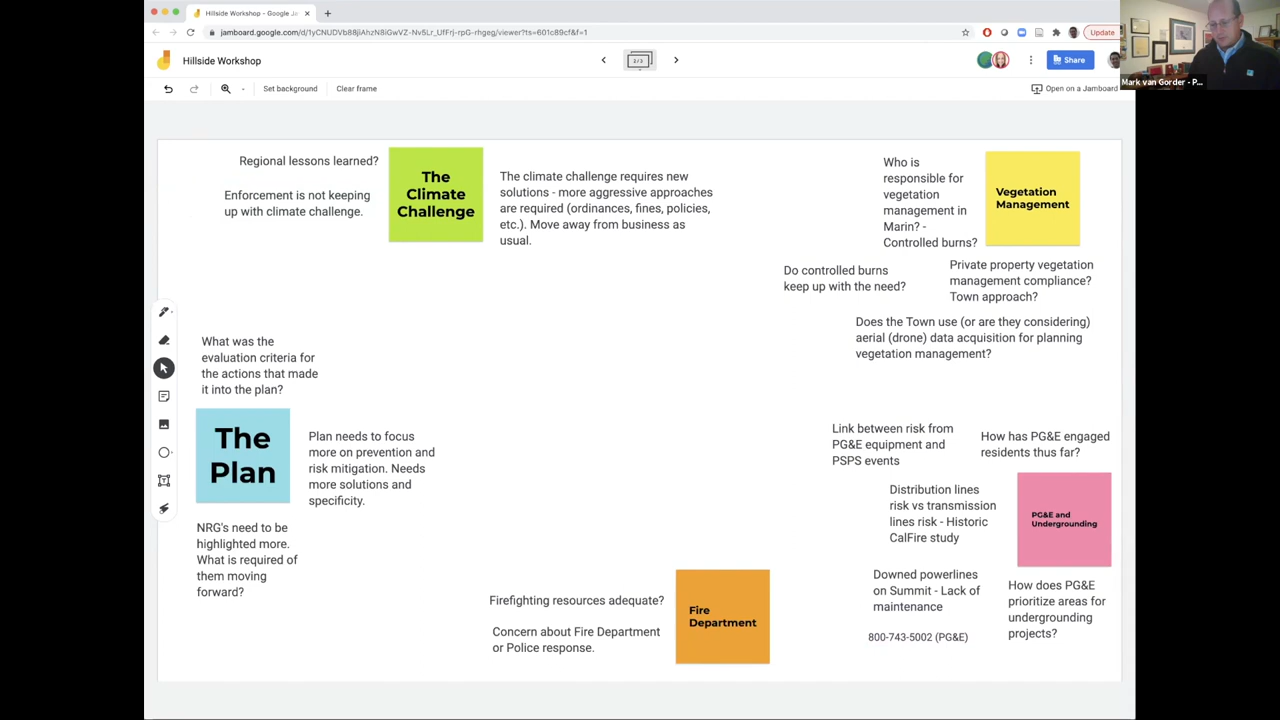 Hillside Workshop - Google Ja
Update
Hillside Workshop
2/3
Share
Set background
Clear frame
Open on a Jamboard
Mark van Gorder - P...
Regional lessons learned?
Enforcement is not keeping
up with climate challenge.
The
Climate
Challenge
The climate challenge requires new
solutions - more aggressive approaches
are required (ordinances, fines, policies,
etc.). Move away from business as
usual.
Who is
responsible for
vegetation
management in
Marin? -
Controlled burns?
Vegetation
Management
Do controlled burns
keep up with the need?
Private property vegetation
management compliance?
Town approach?
Does the Town use (or are they considering)
aerial (drone) data acquisition for planning
vegetation management?
What was the
evaluation criteria for
the actions that made
it into the plan?
The
Plan
Plan needs to focus
more on prevention and
risk mitigation. Needs
more solutions and
specificity.
NRG's need to be
highlighted more.
What is required of
them moving
forward?
Link between risk from
PG&E equipment and
PSPS events
How has PG&E engaged
residents thus far?
Distribution lines
risk vs transmission
lines risk - Historic
CalFire study
PG&E and
Undergrounding
Downed powerlines
on Summit - Lack of
maintenance
800-743-5002 (PG&E)
How does PG&E
prioritize areas for
undergrounding
projects?
Firefighting resources adequate?
Concern about Fire Department
or Police response.
Fire
Department